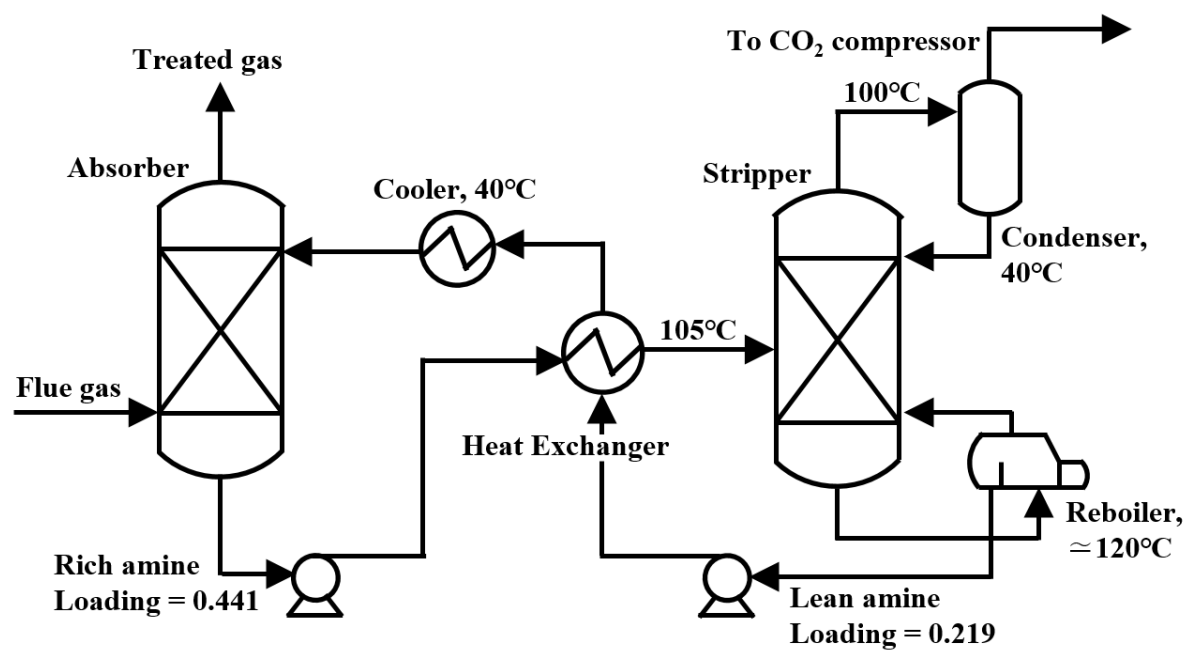 To CO₂ compressor
Treated gas
100°C
Absorber
Stripper
Cooler, 40°C
Condenser,
40°C
105°C
Flue gas
Heat Exchanger
Reboiler,
≃120°C
Rich amine
Loading = 0.441
Lean amine
Loading = 0.219